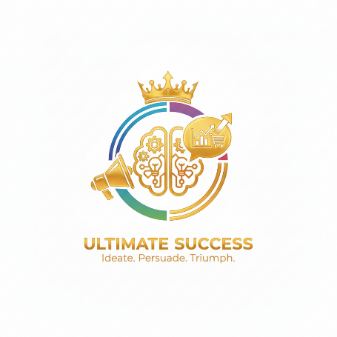 ULTIMATE SUCCESS
Ideate. Persuade. Triumph.